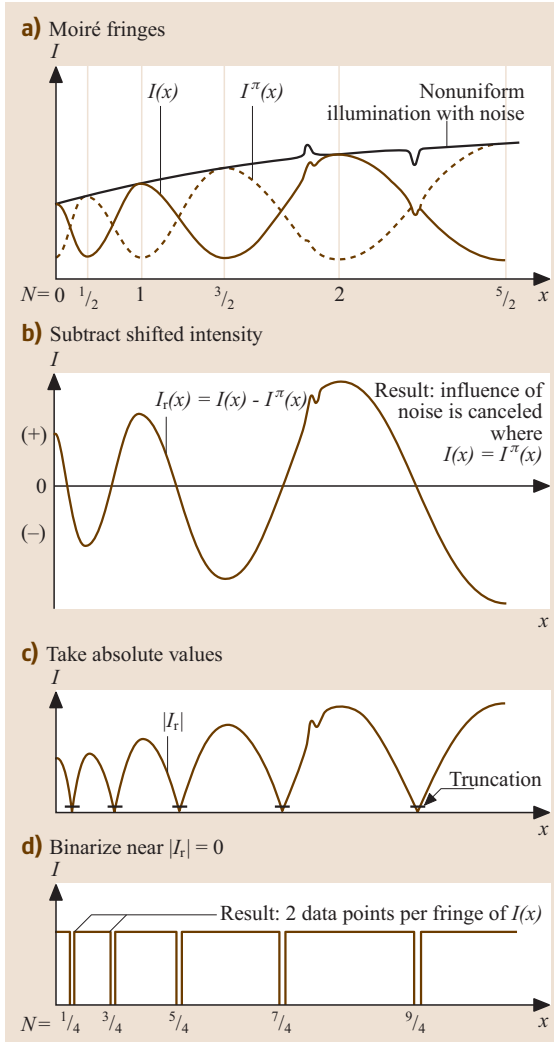 a) Moiré fringes
I
I(x)
I^π(x)
Nonuniform
illumination with noise
N= 0 1/2 1 3/2 2 5/2 x
b) Subtract shifted intensity
I
I_r(x) = I(x) - I^π(x)
Result: influence of
noise is canceled
where
I(x) = I^π(x)
(+)
0
(–)
x
c) Take absolute values
I
|I_r|
Truncation
x
d) Binarize near |I_r| = 0
I
Result: 2 data points per fringe of I(x)
N= 1/4 3/4 5/4 7/4 9/4 x